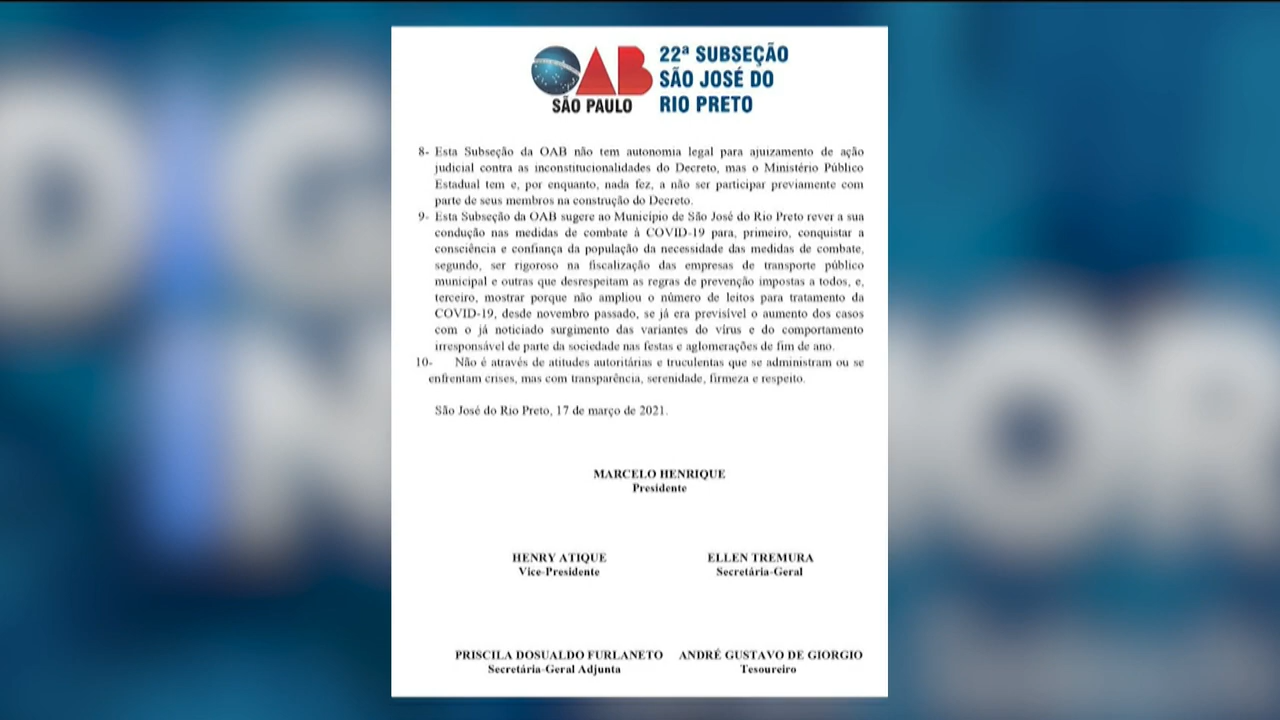 OAB
SÃO PAULO
22ª SUBSEÇÃO
SÃO JOSÉ DO
RIO PRETO
8- Esta Subseção da OAB não tem autonomia legal para ajuizamento de ação
judicial contra as inconstitucionalidades do Decreto, mas o Ministério Público
Estadual tem e, por enquanto, nada fez, a não ser participar previamente com
parte de seus membros na construção do Decreto.
9- Esta Subseção da OAB sugere ao Município de São José do Rio Preto rever a sua
condução nas medidas de combate à COVID-19 para, primeiro, conquistar a
consciência e confiança da população da necessidade das medidas de combate,
segundo, ser rigoroso na fiscalização das empresas de transporte público
municipal e outras que desrespeitam as regras de prevenção impostas a todos, e,
terceiro, mostrar porque não ampliou o número de leitos para tratamento da
COVID-19, desde novembro passado, se já era previsível o aumento dos casos
com o já noticiado surgimento das variantes do vírus e do comportamento
irresponsável de parte da sociedade nas festas e aglomerações de fim de ano.
10- Não é através de atitudes autoritárias e truculentas que se administram ou se
enfrentam crises, mas com transparência, serenidade, firmeza e respeito.
São José do Rio Preto, 17 de março de 2021.
MARCELO HENRIQUE
Presidente
HENRY ATIQUE
Vice-Presidente
ELLEN TREMURA
Secretária-Geral
PRISCILA DOSUALDO FURLANETO
Secretária-Geral Adjunta
ANDRÉ GUSTAVO DE GIORGIO
Tesoureiro